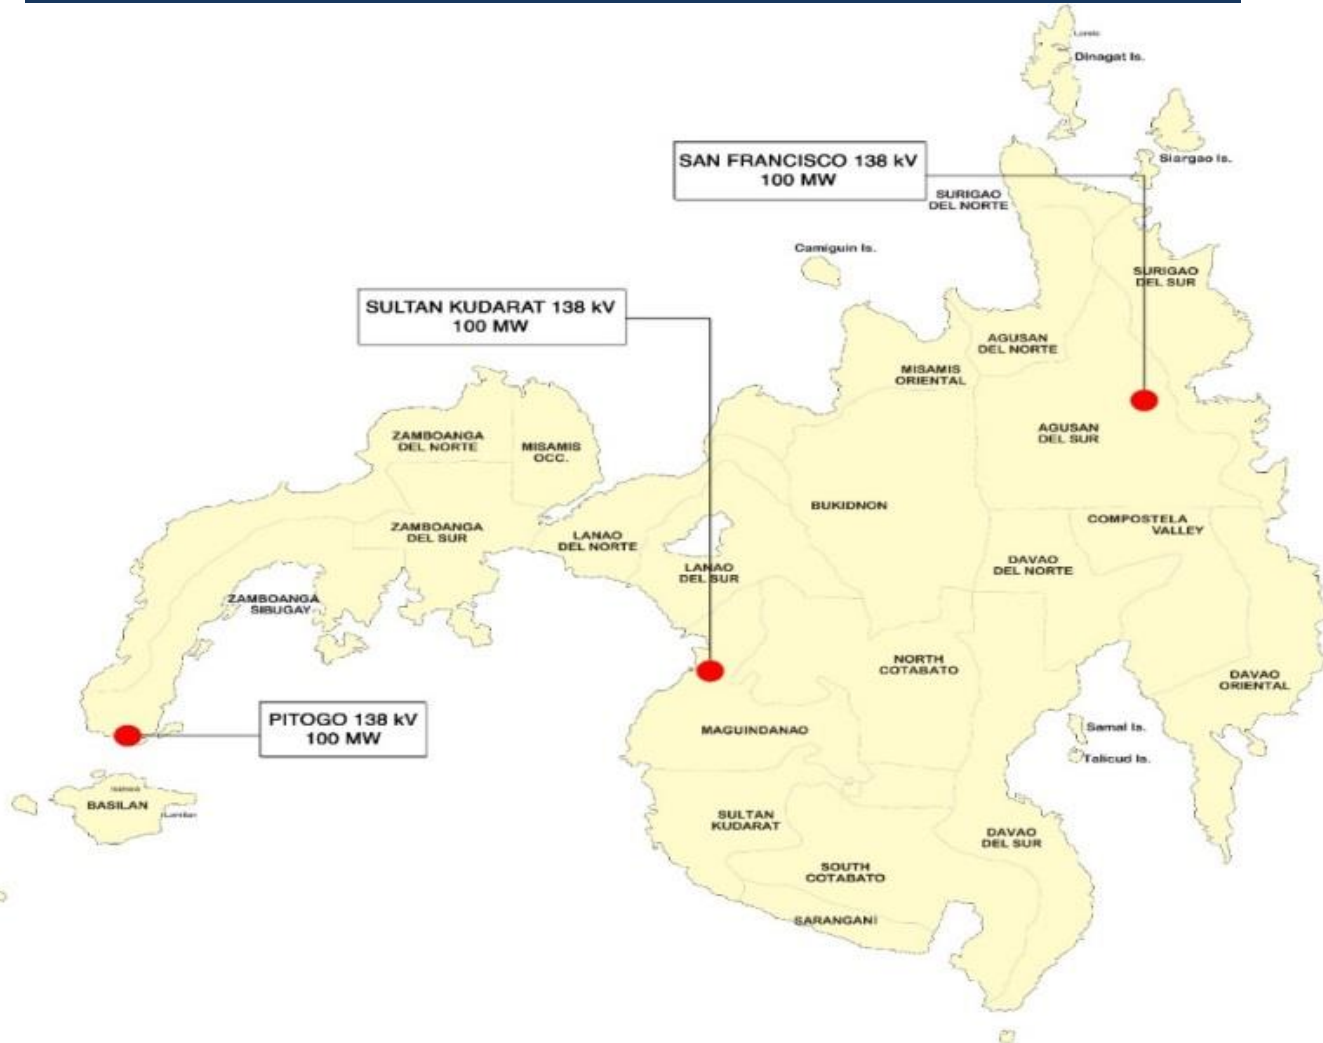 Loreto
Dinagat Is.
SAN FRANCISCO 138 kV
100 MW
Siargao Is.
SURIGAO
DEL NORTE
Camiguin Is.
SURIGAO
DEL SUR
SULTAN KUDARAT 138 kV
100 MW
AGUSAN
DEL NORTE
MISAMIS
ORIENTAL
AGUSAN
DEL SUR
ZAMBOANGA
DEL NORTE
MISAMIS
OCC.
BUKIDNON
COMPOSTELA
VALLEY
ZAMBOANGA
DEL SUR
LANAO
DEL NORTE
LANAO
DEL SUR
DAVAO
DEL NORTE
ZAMBOANGA
SIBUGAY
NORTH
COTABATO
DAVAO
ORIENTAL
PITOGO 138 kV
100 MW
MAGUINDANAO
Samal Is.
Talicud Is.
BASILAN
Lamitan
SULTAN
KUDARAT
DAVAO
DEL SUR
SOUTH
COTABATO
SARANGANI